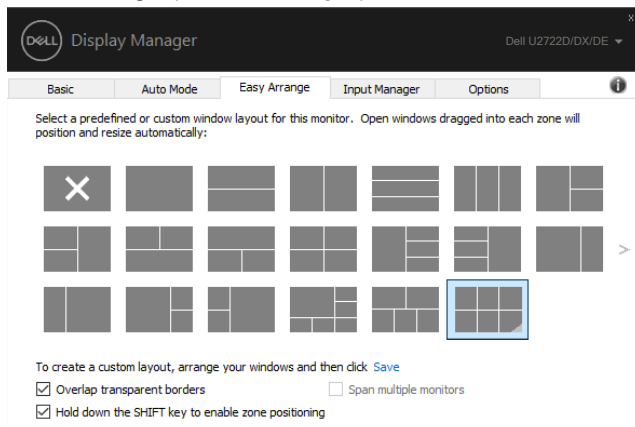 DELL Display Manager
Dell U2722D/DX/DE
Basic Auto Mode Easy Arrange Input Manager Options
Select a predefined or custom window layout for this monitor. Open windows dragged into each zone will
position and resize automatically:
To create a custom layout, arrange your windows and then click Save
Overlap transparent borders Span multiple monitors
Hold down the SHIFT key to enable zone positioning